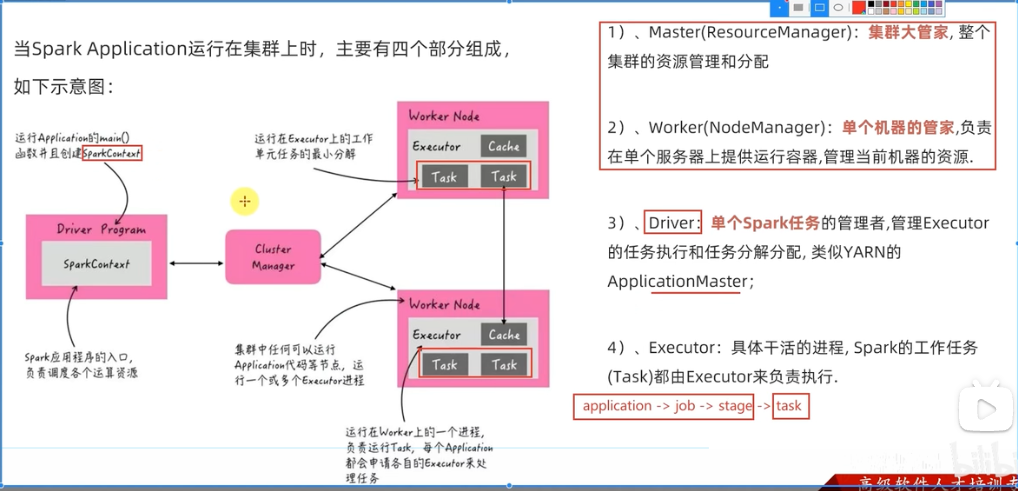 当Spark Application运行在集群上时，主要有四个部分组成，
如下示意图：
运行Application的main()
函数并且创建SparkContext
Driver Program
SparkContext
Spark应用程序的入口，
负责调度各个运算资源
Cluster
Manager
运行在Executor上的工作
单元任务的最小分解
Worker Node
Executor
Cache
Task
Task
集群中任何可以运行
Application代码等节点，运
行一个或多个Executor进程
Worker Node
Executor
Cache
Task
Task
运行在Worker上的一个进程，
负责运行Task，每个Application
都会申请各自的Executor来处
理任务
1）、Master(ResourceManager)：集群大管家, 整个
集群的资源管理和分配
2）、Worker(NodeManager)：单个机器的管家,负责
在单个服务器上提供运行容器,管理当前机器的资源.
3）、Driver：单个Spark任务的管理者,管理Executor
的任务执行和任务分解分配, 类似YARN的
ApplicationMaster；
4）、Executor：具体干活的进程, Spark的工作任务
(Task)都由Executor来负责执行.
application -> job -> stage -> task
高级软件人才培训专